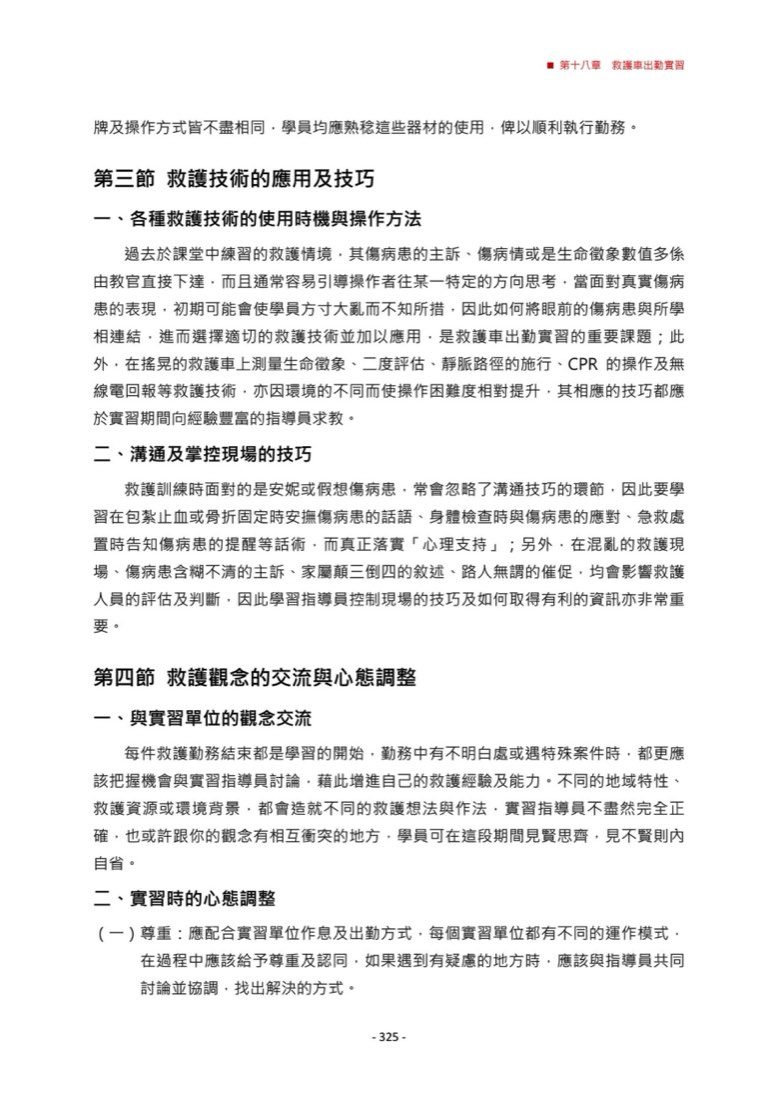 ■ 第十八章 救護車出勤實習
牌及操作方式皆不盡相同，學員均應熟稔這些器材的使用，俾以順利執行勤務。
第三節 救護技術的應用及技巧
一、各種救護技術的使用時機與操作方法
過去於課堂中練習的救護情境，其傷病患的主訴、傷病情或是生命徵象數值多係
由教官直接下達，而且通常容易引導操作者往某一特定的方向思考，當面對真實傷病
患的表現，初期可能會使學員方寸大亂而不知所措，因此如何將眼前的傷病患與所學
相連結，進而選擇適切的救護技術並加以應用，是救護車出勤實習的重要課題；此
外，在搖晃的救護車上測量生命徵象、二度評估、靜脈路徑的施行、CPR 的操作及無
線電回報等救護技術，亦因環境的不同而使操作困難度相對提升，其相應的技巧都應
於實習期間向經驗豐富的指導員求教。
二、溝通及掌控現場的技巧
救護訓練時面對的是安妮或假想傷病患，常會忽略了溝通技巧的環節，因此要學
習在包紮止血或骨折固定時安撫傷病患的話語、身體檢查時與傷病患的應對、急救處
置時告知傷病患的提醒等話術，而真正落實「心理支持」；另外，在混亂的救護現
場、傷病患含糊不清的主訴、家屬顛三倒四的敘述、路人無謂的催促，均會影響救護
人員的評估及判斷，因此學習指導員控制現場的技巧及如何取得有利的資訊亦非常重
要。
第四節 救護觀念的交流與心態調整
一、與實習單位的觀念交流
每件救護勤務結束都是學習的開始，勤務中有不明白處或遇特殊案件時，都更應
該把握機會與實習指導員討論，藉此增進自己的救護經驗及能力。不同的地域特性、
救護資源或環境背景，都會造就不同的救護想法與作法，實習指導員不盡然完全正
確，也或許跟你的觀念有相互衝突的地方，學員可在這段期間見賢思齊，見不賢則內
自省。
二、實習時的心態調整
（一）尊重：應配合實習單位作息及出勤方式，每個實習單位都有不同的運作模式，
在過程中應該給予尊重及認同，如果遇到有疑慮的地方時，應該與指導員共同
討論並協調，找出解決的方式。
- 325 -